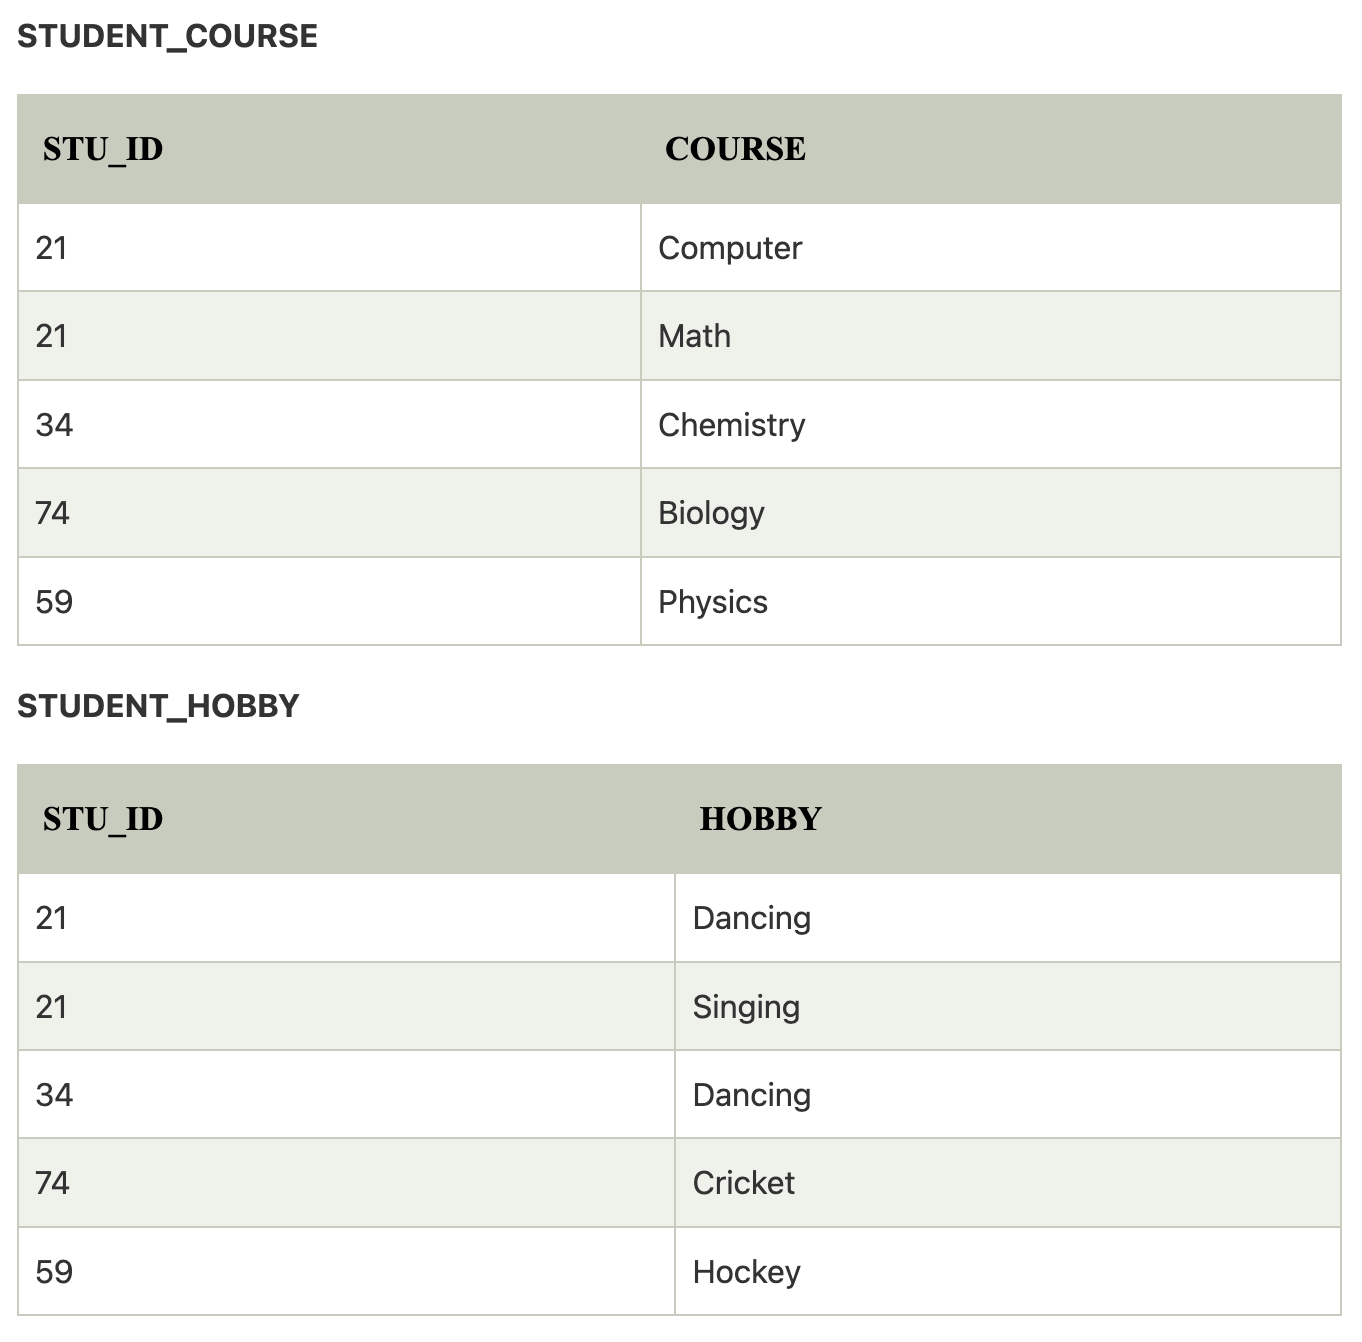 STUDENT_COURSE
STU_ID COURSE
21 Computer
21 Math
34 Chemistry
74 Biology
59 Physics
STUDENT_HOBBY
STU_ID HOBBY
21 Dancing
21 Singing
34 Dancing
74 Cricket
59 Hockey